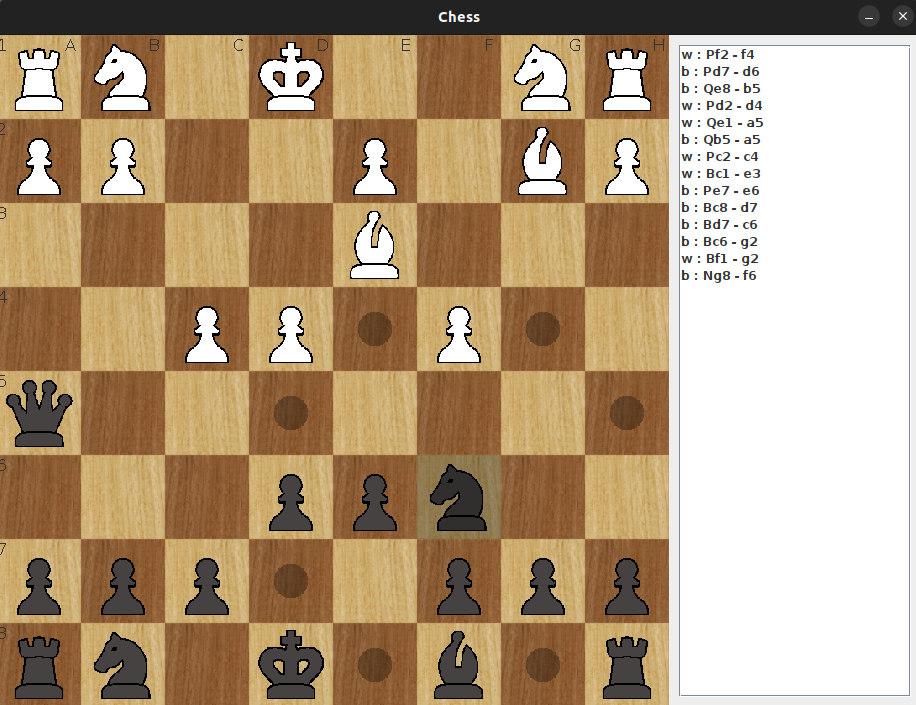 Chess
1 A B C D E F G H
2
3
4
5
6
7
8
w : Pf2 - f4
b : Pd7 - d6
b : Qe8 - b5
w : Pd2 - d4
w : Qe1 - a5
b : Qb5 - a5
w : Pc2 - c4
w : Bc1 - e3
b : Pe7 - e6
b : Bc8 - d7
b : Bd7 - c6
b : Bc6 - g2
w : Bf1 - g2
b : Ng8 - f6